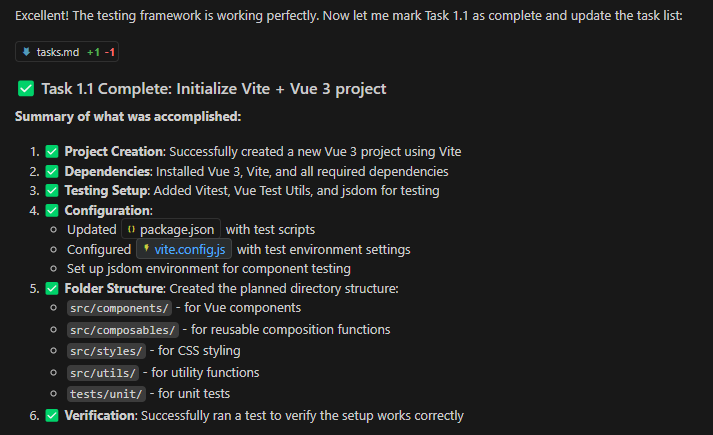 Excellent! The testing framework is working perfectly. Now let me mark Task 1.1 as complete and update the task list:
tasks.md +1 -1
✅ Task 1.1 Complete: Initialize Vite + Vue 3 project
Summary of what was accomplished:
1. ✅ Project Creation: Successfully created a new Vue 3 project using Vite
2. ✅ Dependencies: Installed Vue 3, Vite, and all required dependencies
3. ✅ Testing Setup: Added Vitest, Vue Test Utils, and jsdom for testing
4. ✅ Configuration:
Updated package.json with test scripts
Configured vite.config.js with test environment settings
Set up jsdom environment for component testing
5. ✅ Folder Structure: Created the planned directory structure:
src/components/ - for Vue components
src/composables/ - for reusable composition functions
src/styles/ - for CSS styling
src/utils/ - for utility functions
tests/unit/ - for unit tests
6. ✅ Verification: Successfully ran a test to verify the setup works correctly